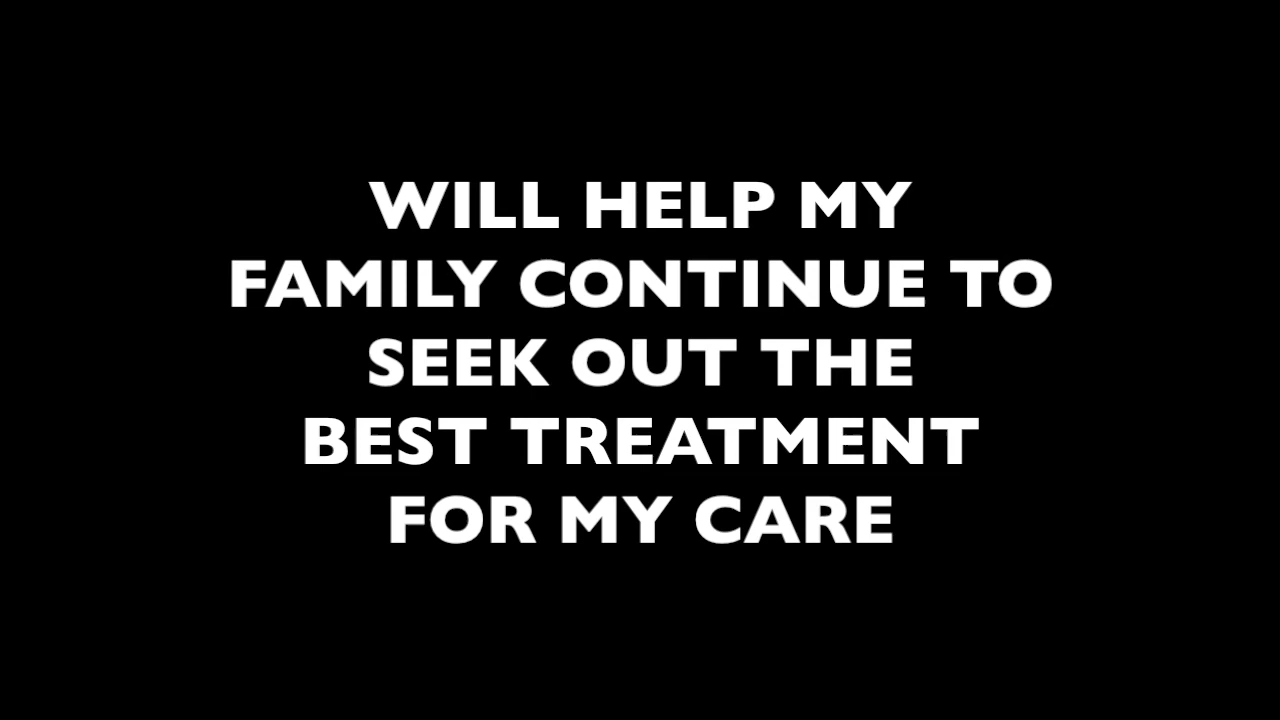 WILL HELP MY
FAMILY CONTINUE TO
SEEK OUT THE
BEST TREATMENT
FOR MY CARE